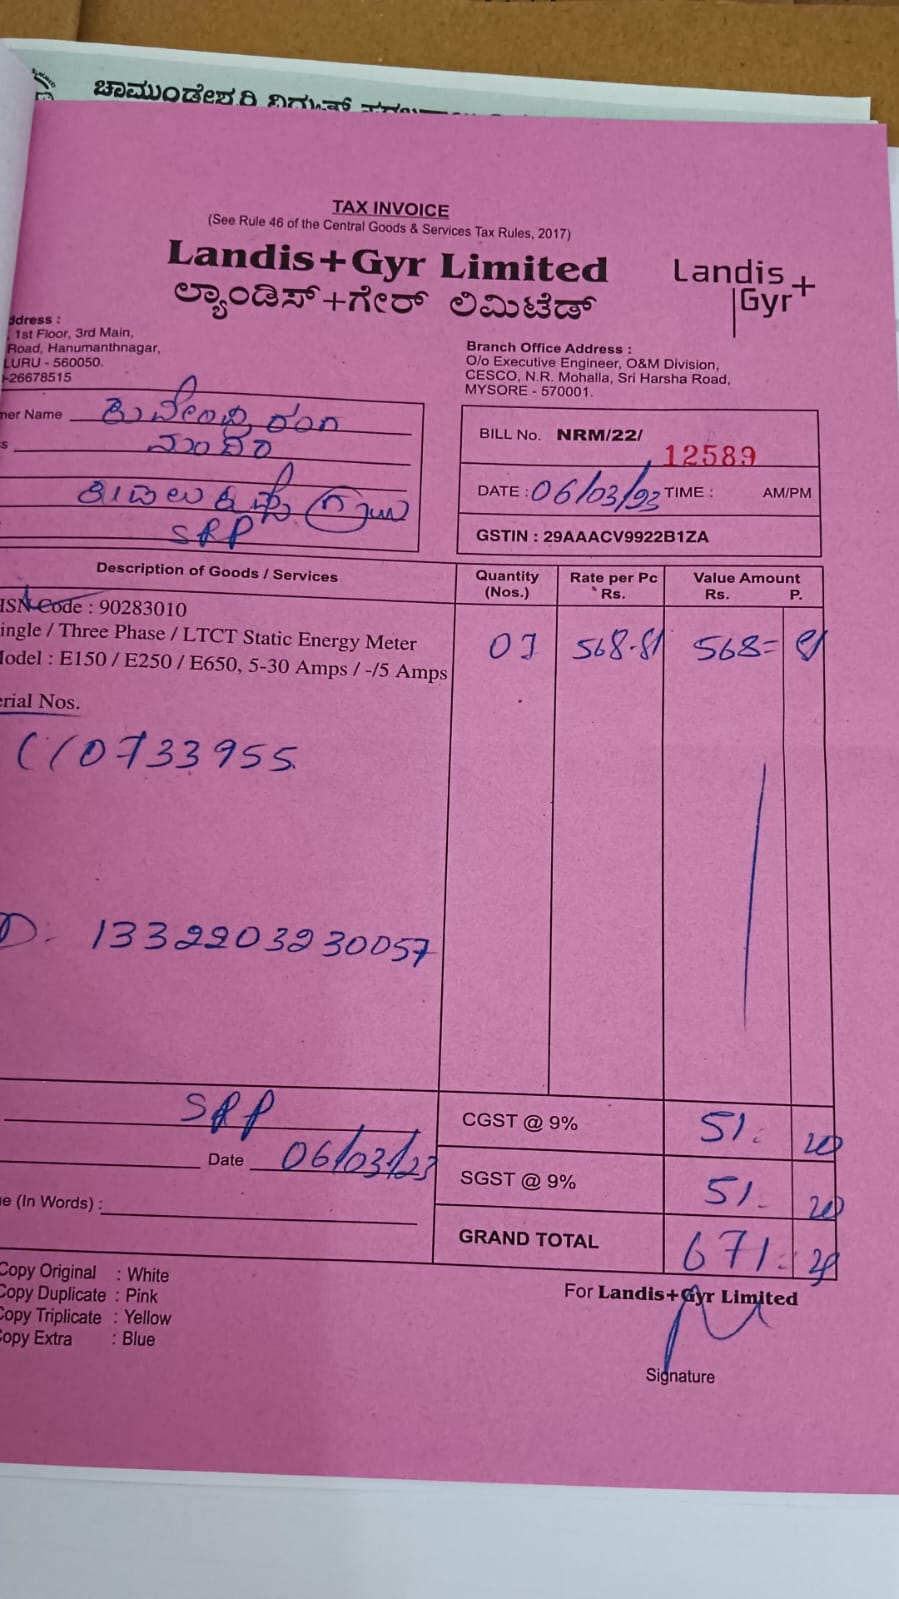 ಚಾಮುಂಡೇಶ್ವರಿ ವಿದ್ಯುತ್
TAX INVOICE
(See Rule 46 of the Central Goods & Services Tax Rules, 2017)
Landis+Gyr Limited
Landis+Gyr
ಲ್ಯಾಂಡಿಸ್+ಗೇರ್ ಲಿಮಿಟೆಡ್
ddress :
1st Floor, 3rd Main,
Road, Hanumanthnagar,
LURU - 560050.
-26678515
Branch Office Address :
O/o Executive Engineer, O&M Division,
CESCO, N.R. Mohalla, Sri Harsha Road,
MYSORE - 570001.
ner Name
s
SRP
BILL No. NRM/22/ 12589
DATE : 06/03/23 TIME : AM/PM
GSTIN : 29AAACV9922B1ZA
Description of Goods / Services Quantity (Nos.) Rate per Pc Rs. Value Amount Rs. P.
HSN Code : 90283010
ingle / Three Phase / LTCT Static Energy Meter 01 568.81 568= 81
Model : E150 / E250 / E650, 5-30 Amps / -/5 Amps
erial Nos.
0733955
D: 1332203230057
SRP
CGST @ 9% 51. 20
Date 06/03/23
SGST @ 9% 51. 20
e (In Words) :
GRAND TOTAL 671.
Copy Original : White
Copy Duplicate : Pink
Copy Triplicate : Yellow
Copy Extra : Blue
For Landis+Gyr Limited
Signature